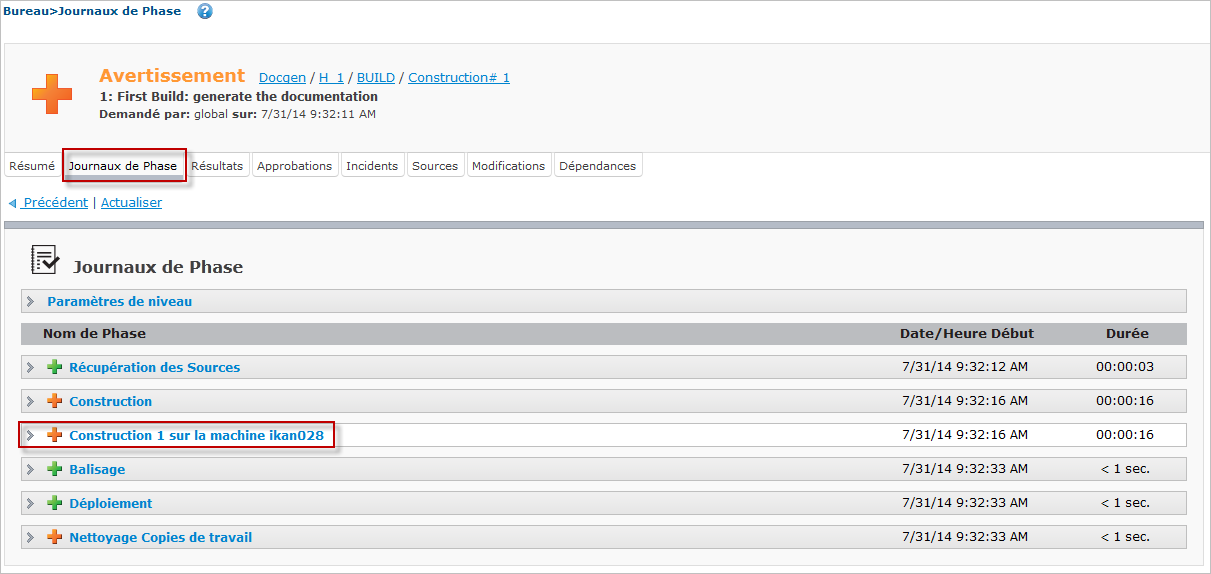 Bureau>Journaux de Phase
Avertissement Docgen / H_1 / BUILD / Construction# 1
1: First Build: generate the documentation
Demandé par: global sur: 7/31/14 9:32:11 AM
Résumé Journaux de Phase Résultats Approbations Incidents Sources Modifications Dépendances
Précédent | Actualiser
Journaux de Phase
Paramètres de niveau
Nom de Phase Date/Heure Début Durée
Récupération des Sources 7/31/14 9:32:12 AM 00:00:03
Construction 7/31/14 9:32:16 AM 00:00:16
Construction 1 sur la machine ikan028 7/31/14 9:32:16 AM 00:00:16
Balisage 7/31/14 9:32:33 AM < 1 sec.
Déploiement 7/31/14 9:32:33 AM < 1 sec.
Nettoyage Copies de travail 7/31/14 9:32:33 AM < 1 sec.